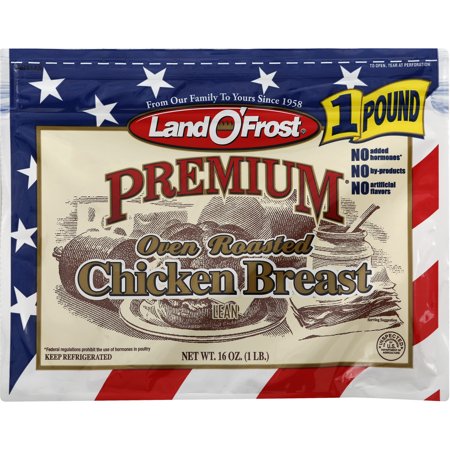 TO OPEN, TEAR AT PERFORATION
From Our Family To Yours Since 1958
Land O'Frost®
1 POUND
NO added hormones*
NO by-products
NO artificial flavors
PREMIUM®
Oven Roasted
Chicken Breast
LEAN
Serving Suggestion
*Federal regulations prohibit the use of hormones in poultry
KEEP REFRIGERATED
NET WT. 16 OZ. (1 LB.)
INSPECTED